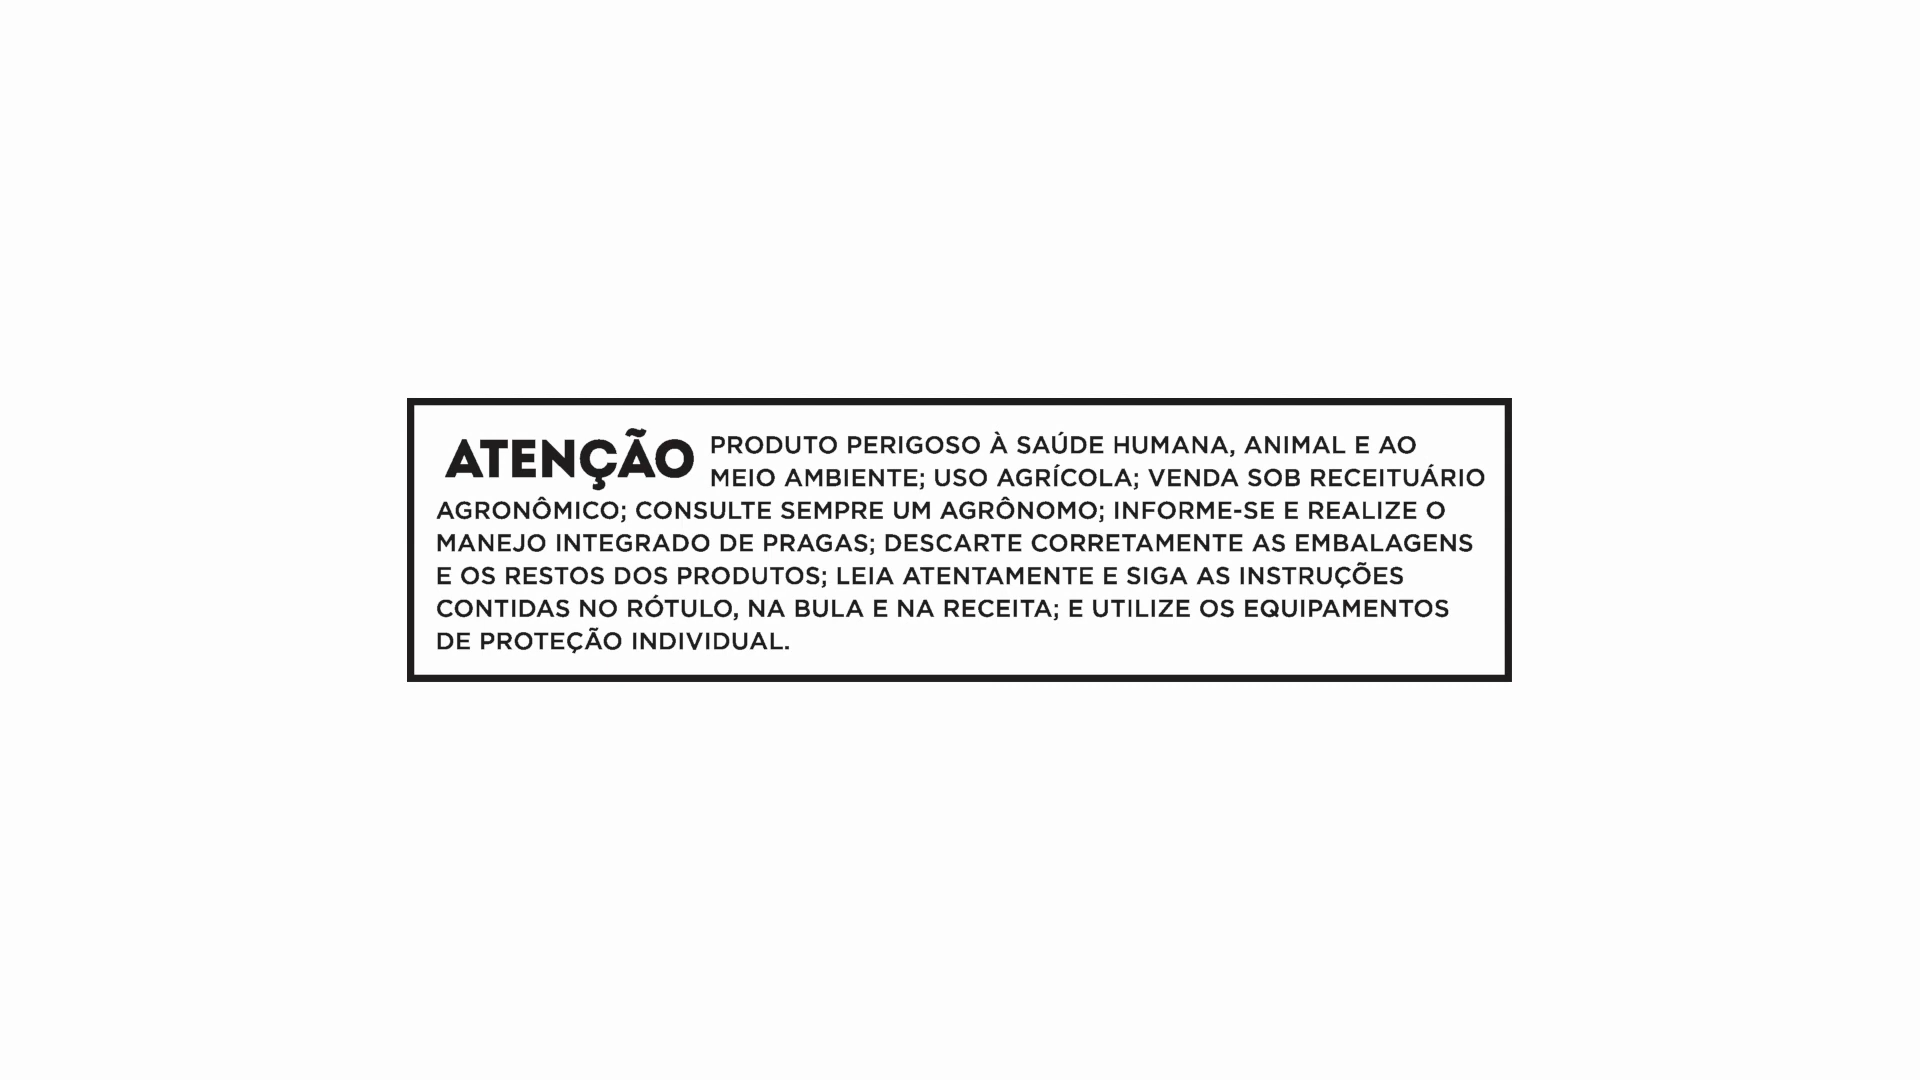 ATENÇÃO PRODUTO PERIGOSO À SAÚDE HUMANA, ANIMAL E AO
MEIO AMBIENTE; USO AGRÍCOLA; VENDA SOB RECEITUÁRIO
AGRONÔMICO; CONSULTE SEMPRE UM AGRÔNOMO; INFORME-SE E REALIZE O
MANEJO INTEGRADO DE PRAGAS; DESCARTE CORRETAMENTE AS EMBALAGENS
E OS RESTOS DOS PRODUTOS; LEIA ATENTAMENTE E SIGA AS INSTRUÇÕES
CONTIDAS NO RÓTULO, NA BULA E NA RECEITA; E UTILIZE OS EQUIPAMENTOS
DE PROTEÇÃO INDIVIDUAL.